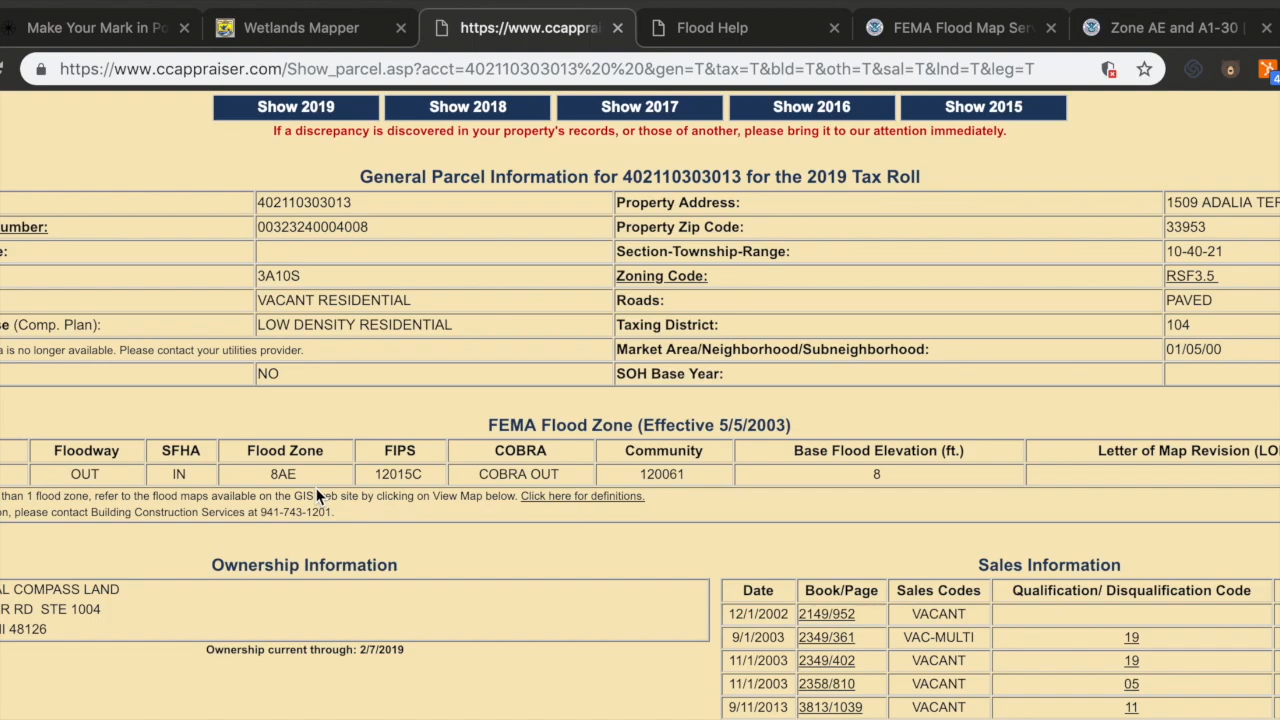 Make Your Mark in Po
Wetlands Mapper
https://www.ccapprai
Flood Help
FEMA Flood Map Ser
Zone AE and A1-30
https://www.ccappraiser.com/Show_parcel.asp?acct=402110303013%20%20&gen=T&tax=T&bld=T&oth=T&sal=T&lnd=T&leg=T
Show 2019 Show 2018 Show 2017 Show 2016 Show 2015
If a discrepancy is discovered in your property's records, or those of another, please bring it to our attention immediately.
General Parcel Information for 402110303013 for the 2019 Tax Roll
402110303013 Property Address: 1509 ADALIA TER
umber: 00323240004008 Property Zip Code: 33953
e: Section-Township-Range: 10-40-21
3A10S Zoning Code: RSF3.5
VACANT RESIDENTIAL Roads: PAVED
se (Comp. Plan): LOW DENSITY RESIDENTIAL Taxing District: 104
a is no longer available. Please contact your utilities provider. Market Area/Neighborhood/Subneighborhood: 01/05/00
NO SOH Base Year:
FEMA Flood Zone (Effective 5/5/2003)
Floodway SFHA Flood Zone FIPS COBRA Community Base Flood Elevation (ft.) Letter of Map Revision (LO
OUT IN 8AE 12015C COBRA OUT 120061 8
than 1 flood zone, refer to the flood maps available on the GIS web site by clicking on View Map below. Click here for definitions.
on, please contact Building Construction Services at 941-743-1201.
Ownership Information
AL COMPASS LAND
R RD STE 1004
MI 48126
Ownership current through: 2/7/2019
Sales Information
Date Book/Page Sales Codes Qualification/ Disqualification Code
12/1/2002 2149/952 VACANT
9/1/2003 2349/361 VAC-MULTI 19
11/1/2003 2349/402 VACANT 19
11/1/2003 2358/810 VACANT 05
9/11/2013 3813/1039 VACANT 11
4